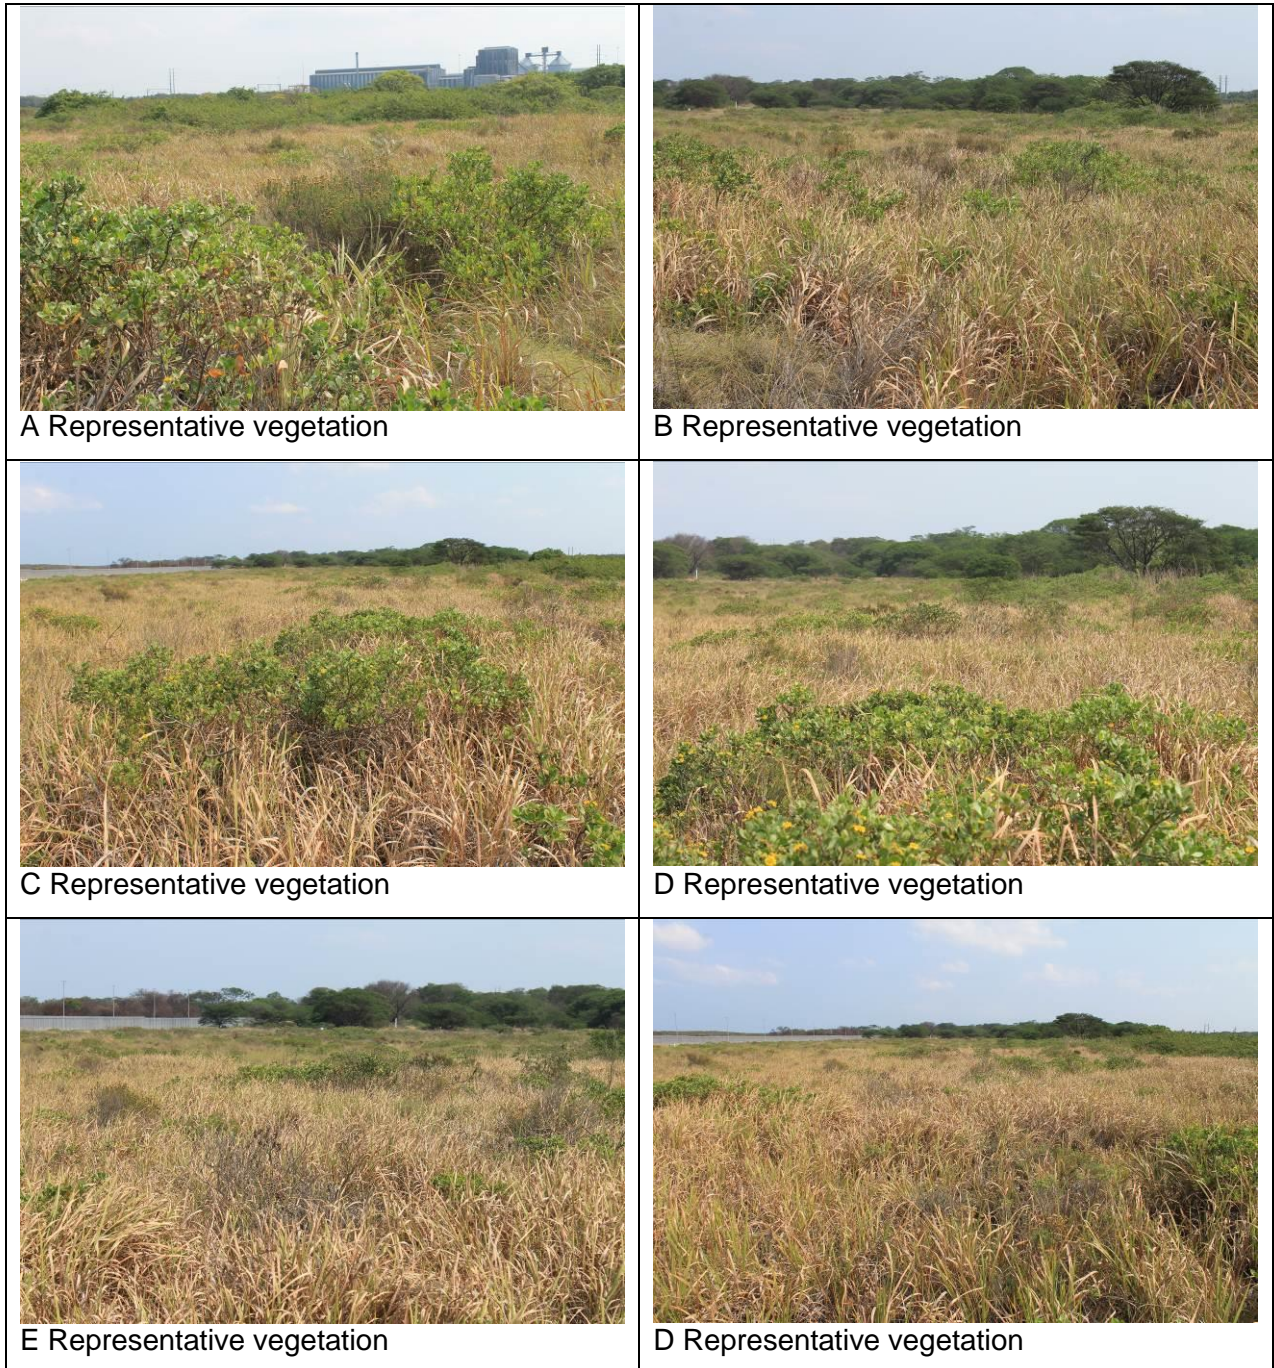 A Representative vegetation
B Representative vegetation
C Representative vegetation
D Representative vegetation
E Representative vegetation
D Representative vegetation